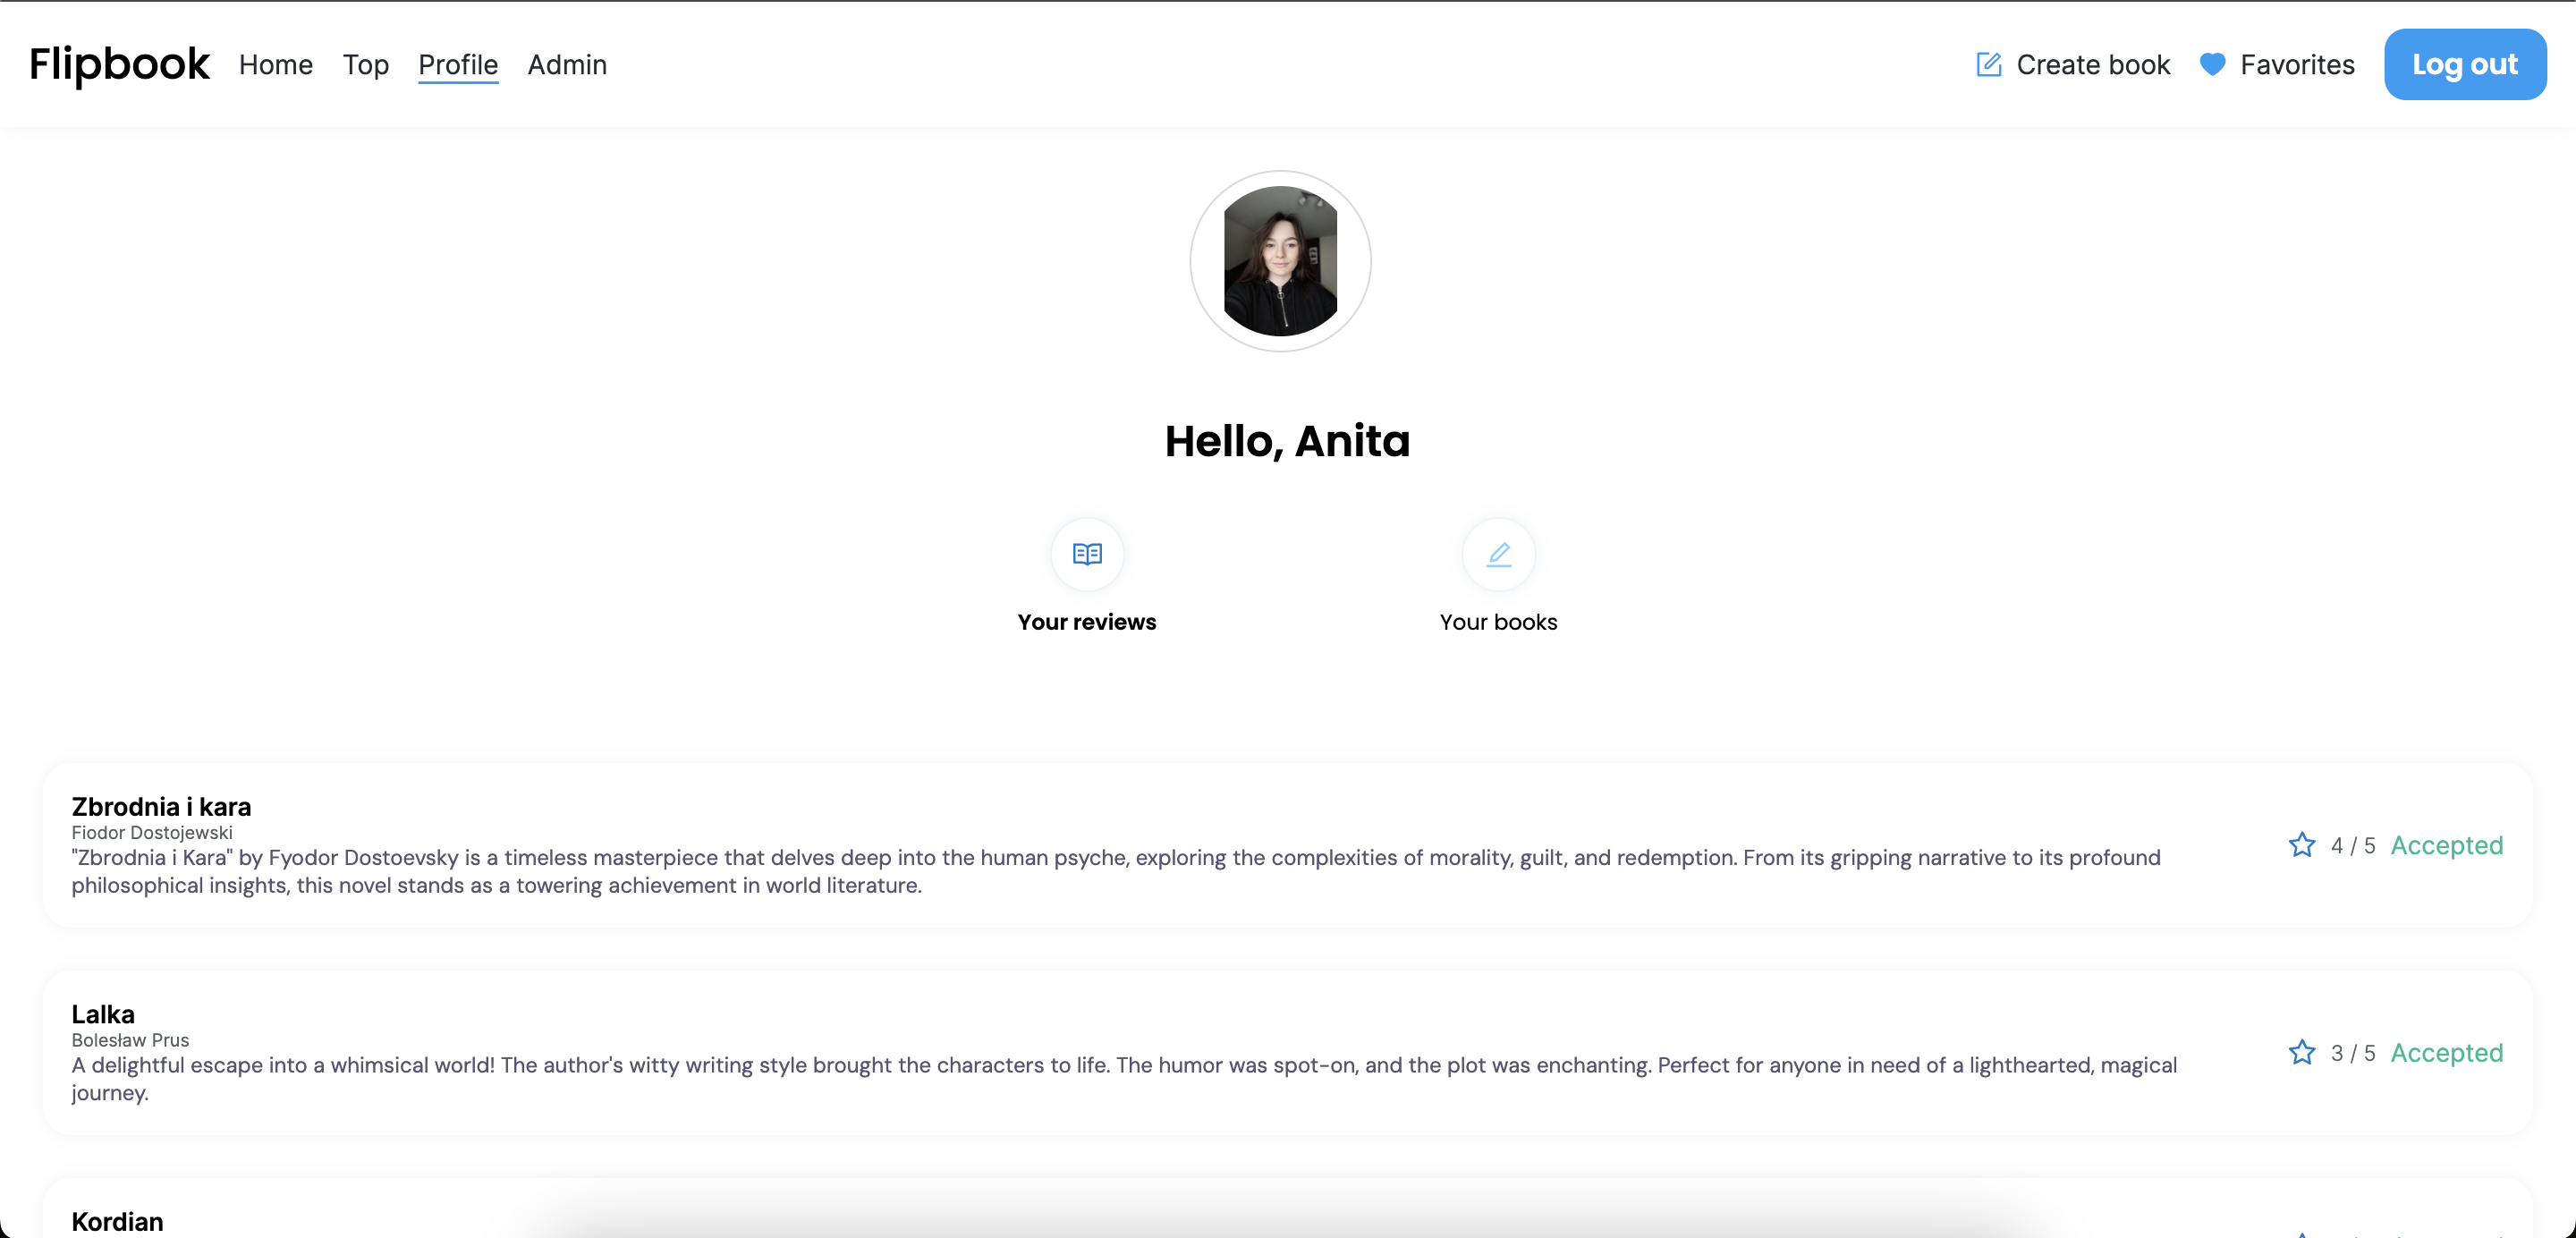 Flipbook Home Top Profile Admin Create book Favorites Log out
Hello, Anita
Your reviews Your books
Zbrodnia i kara
Fiodor Dostojewski
"Zbrodnia i Kara" by Fyodor Dostoevsky is a timeless masterpiece that delves deep into the human psyche, exploring the complexities of morality, guilt, and redemption. From its gripping narrative to its profound
philosophical insights, this novel stands as a towering achievement in world literature.
4 / 5 Accepted
Lalka
Bolesław Prus
A delightful escape into a whimsical world! The author's witty writing style brought the characters to life. The humor was spot-on, and the plot was enchanting. Perfect for anyone in need of a lighthearted, magical
journey.
3 / 5 Accepted
Kordian